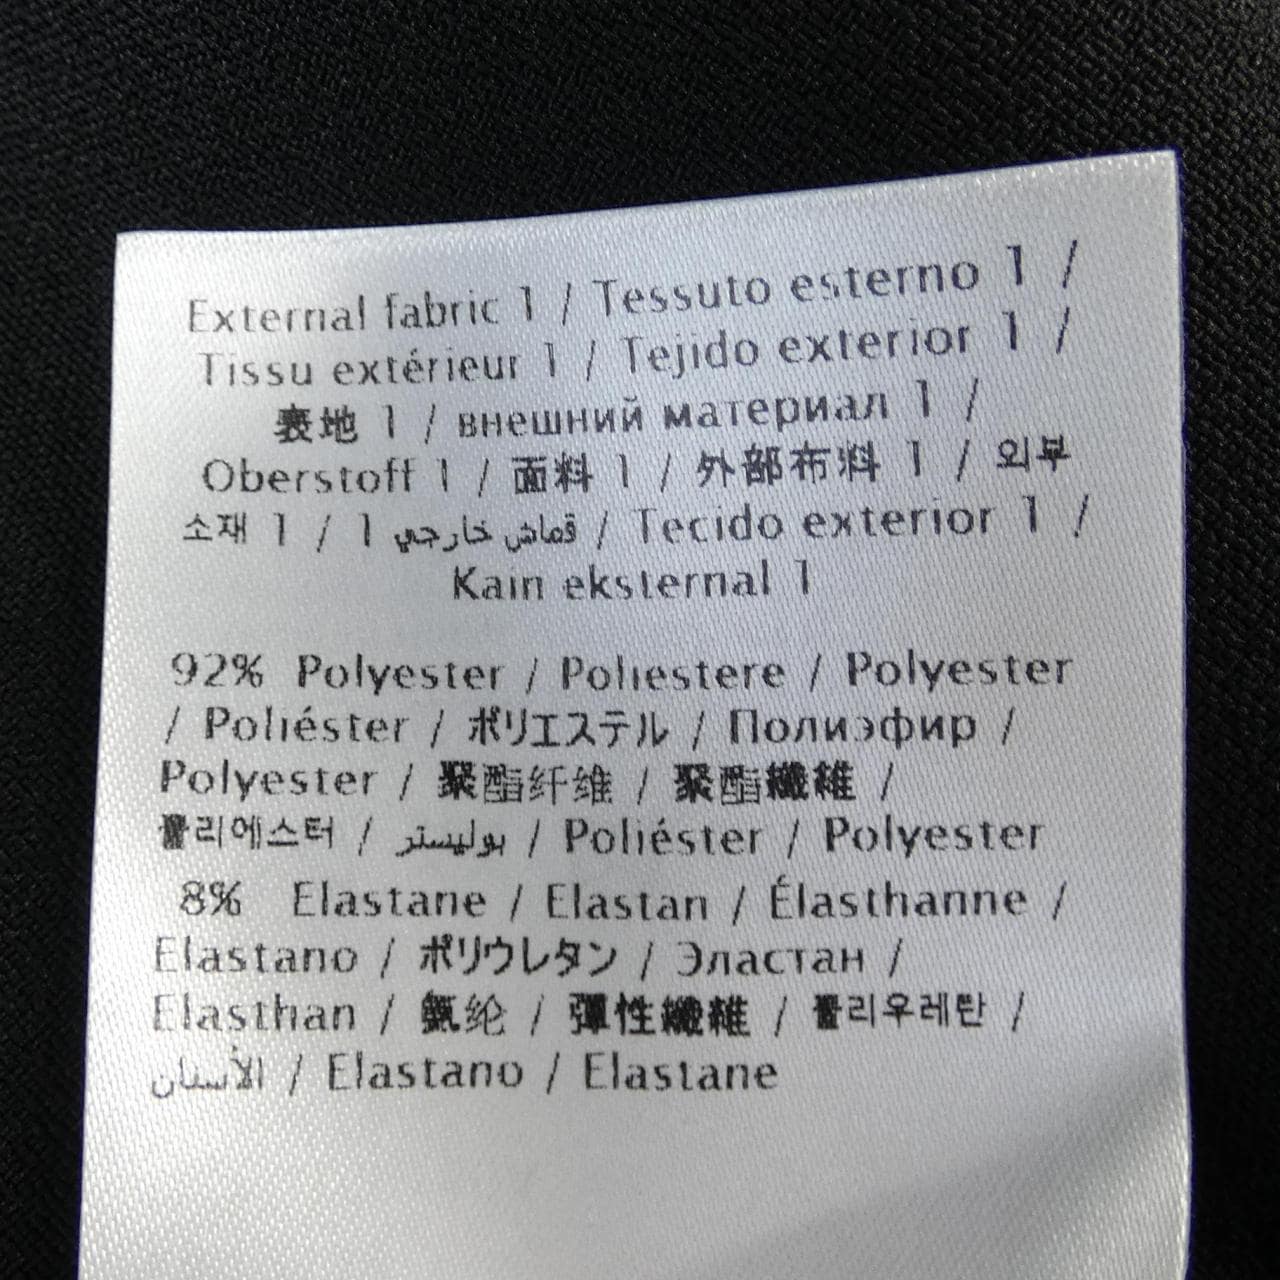 External fabric 1 / Tessuto esterno 1 /
Tissu extérieur 1 / Tejido exterior 1 /
表地 1 / внешний материал 1 /
Oberstoff 1 / 面料 1 / 外部布料 1 / 외부
소재 1 / 1 قماش خارجي / Tecido exterior 1 /
Kain eksternal 1
92% Polyester / Poliestere / Polyester
/ Poliéster / ポリエステル / Полиэфир /
Polyester / 聚酯纤维 / 聚酯纖維 /
폴리에스터 / بوليستر / Poliéster / Polyester
8% Elastane / Elastan / Élasthanne /
Elastano / ポリウレタン / Эластан /
Elasthan / 氨纶 / 彈性纖維 / 폴리우레탄 /
الأستان / Elastano / Elastane